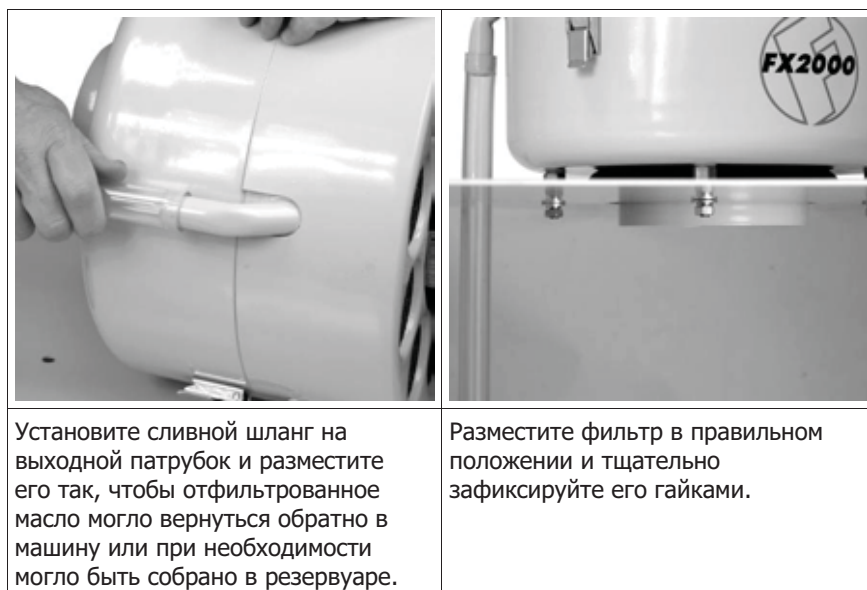 FX2000
Установите сливной шланг на
выходной патрубок и разместите
его так, чтобы отфильтрованное
масло могло вернуться обратно в
машину или при необходимости
могло быть собрано в резервуаре.
Разместите фильтр в правильном
положении и тщательно
зафиксируйте его гайками.